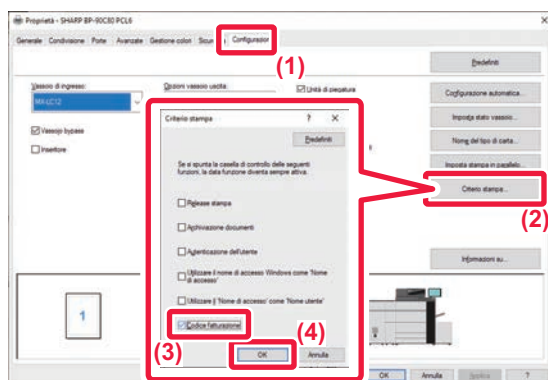 Proprietà - SHARP BP-90C80 PCL6
Generale Condivisione Porte Avanzate Gestione colori Configurazion
(1)
Predefiniti
Vassoio di ingresso:
Opzioni vassoio uscita:
Unità di piegatura
MX-LC12
Configurazione automatica...
Vassoio bypass
Inseritore
Imposta stato vassoio...
Nome del tipo di carta...
Imposta stampa in parallelo...
Criterio stampa...
(2)
Informazioni su...
Criterio stampa ? X
Predefiniti
Se si spunta la casella di controllo delle seguenti
funzioni, la data funzione diventa sempre attiva.
Release stampa
Archiviazione documenti
Autenticazione dell'utente
Utilizzare il nome di accesso Windows come 'Nome
di accesso'
Utilizzare il 'Nome di accesso' come 'Nome utente'
Codice fatturazione
(3)
(4)
OK Annulla
1
OK Annulla Applica ?